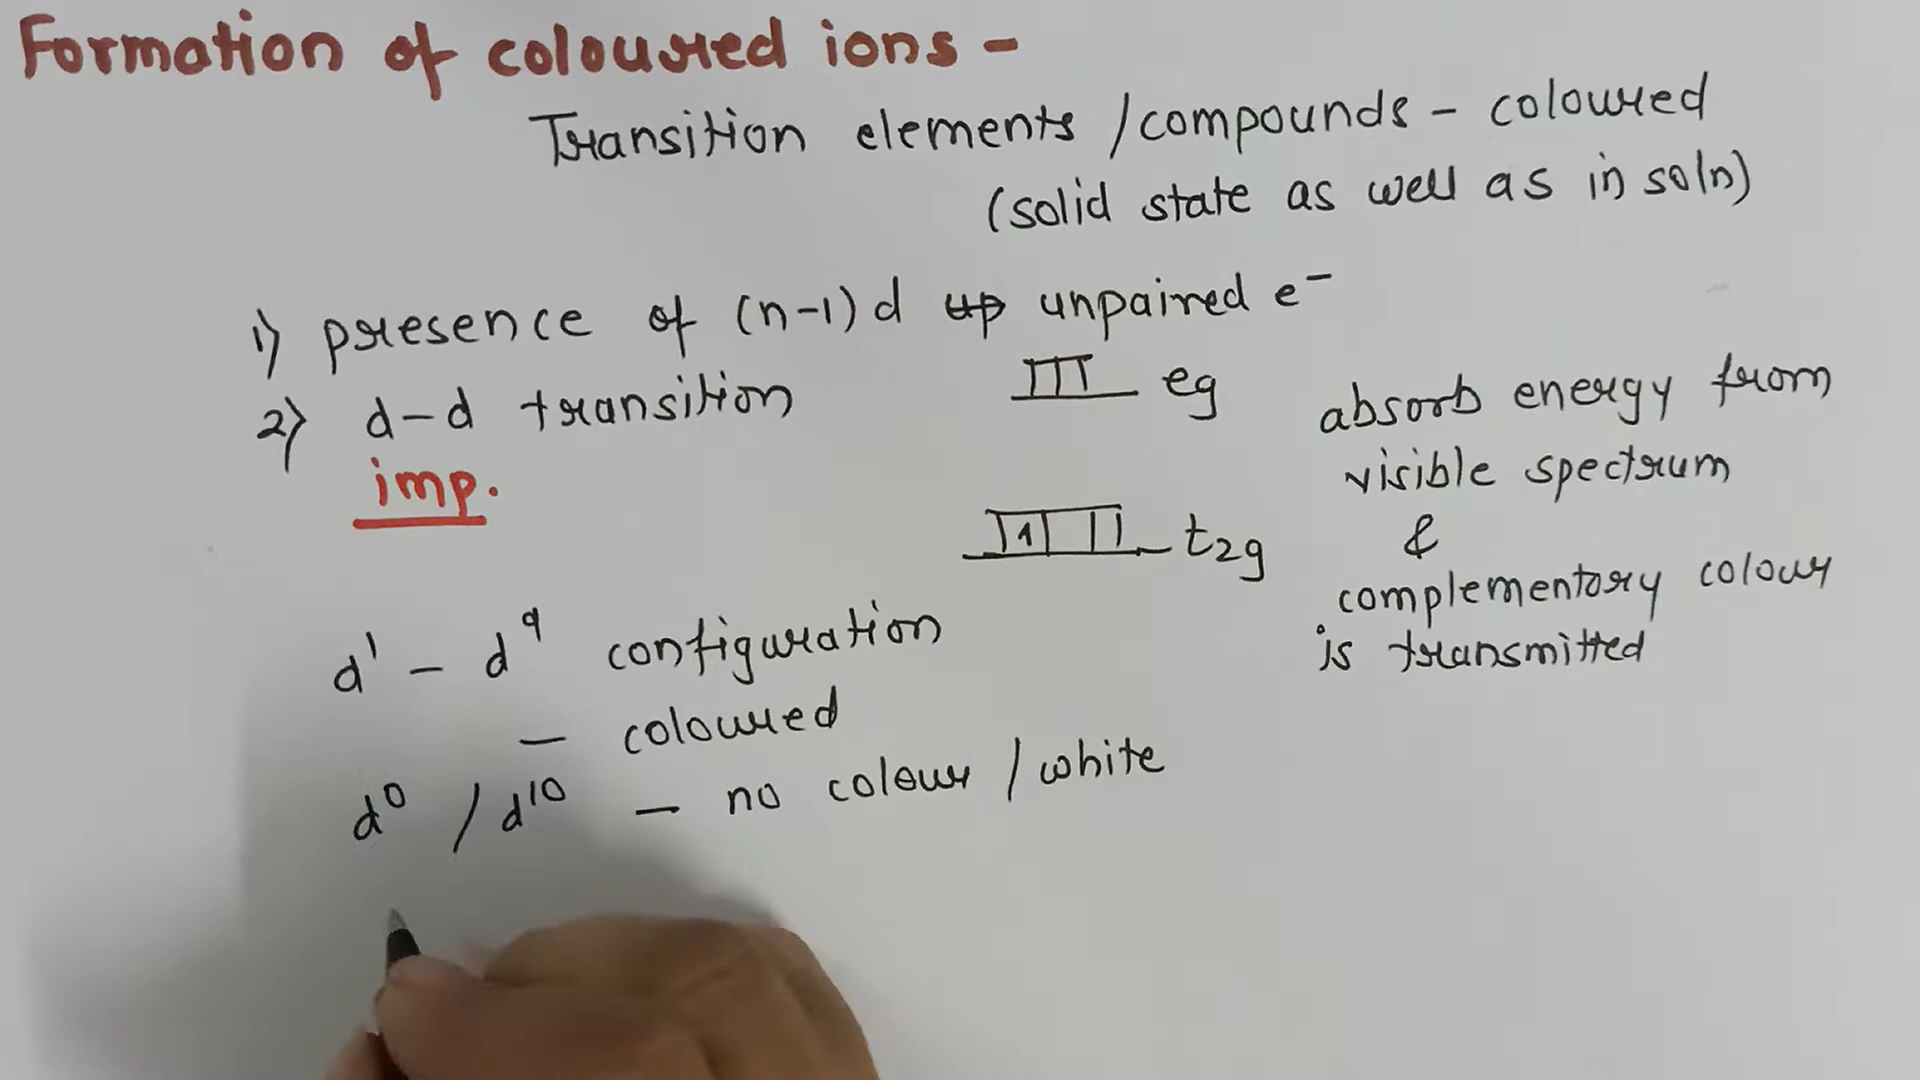 Formation of coloured ions -
Transition elements /compounds - coloured
(solid state as well as in soln)
1) presence of (n-1)d unpaired e⁻
2) d-d transition
imp.
eg
t2g
absorb energy from
visible spectrum
&
complementory colour
is transmitted
d¹ - d⁹ configuration
- coloured
d⁰ / d¹⁰ - no colour / white